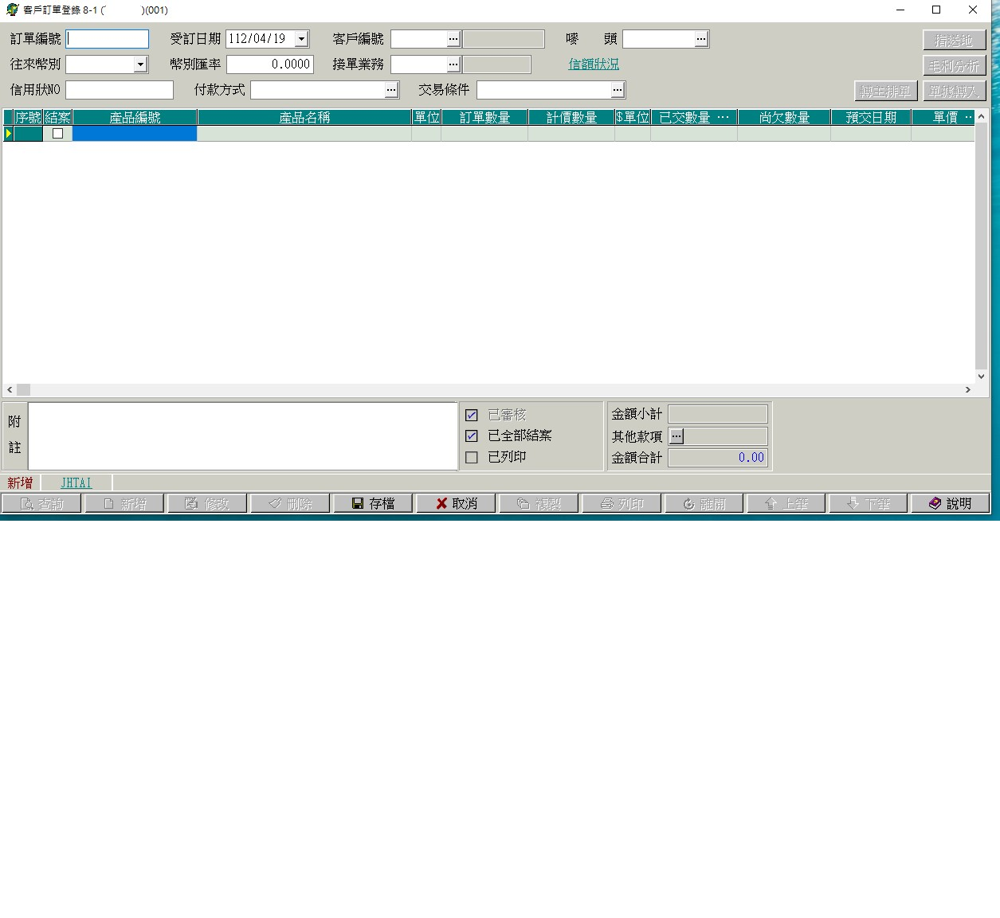 客戶訂單登錄 8-1 ( )(001)
訂單編號 受訂日期 112/04/19 客戶編號 ... 嘜 頭 ... 指送地
往來幣別 幣別匯率 0.0000 接單業務 ... 信額狀況 毛利分析
信用狀NO 付款方式 ... 交易條件 ... 轉主排單 單據轉入
序號 結案 產品編號 產品名稱 單位 訂單數量 計價數量 $單位 已交數量 ... 尚欠數量 預交日期 單價 ..
附註
已審核
已全部結案
已列印
金額小計
其他款項 ...
金額合計 0.00
新增 JHTAI
查詢 新增 修改 刪除 存檔 取消 複製 列印 離開 上筆 下筆 說明